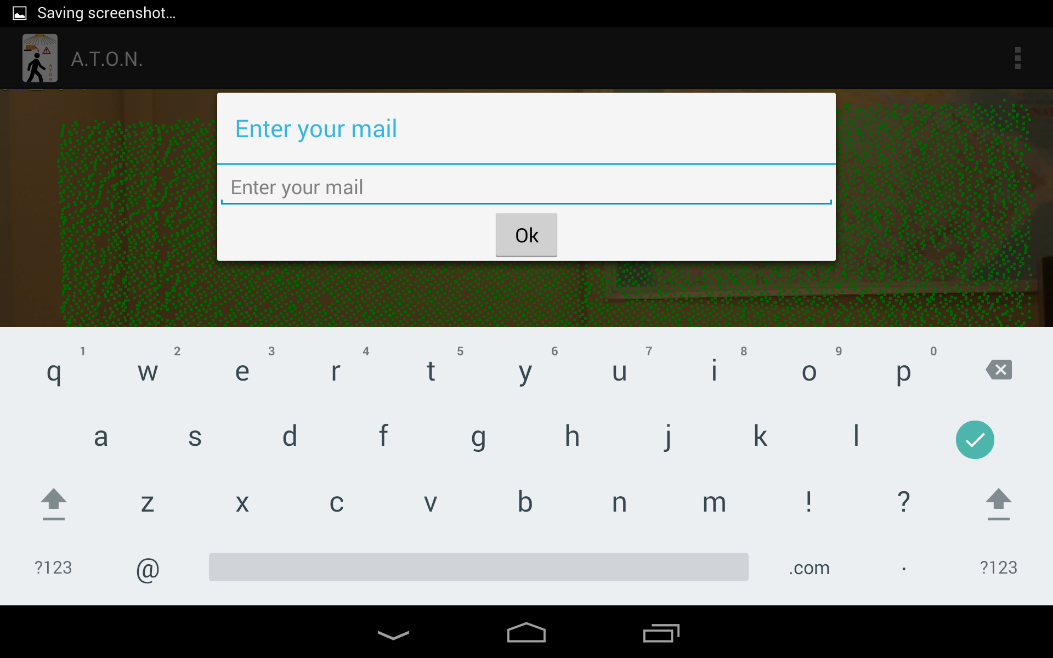 Saving screenshot...
A.T.O.N.
Enter your mail
Enter your mail
Ok
1 2 3 4 5 6 7 8 9 0
q w e r t y u i o p
a s d f g h j k l
z x c v b n m ! ?
?123 @ .com . ?123